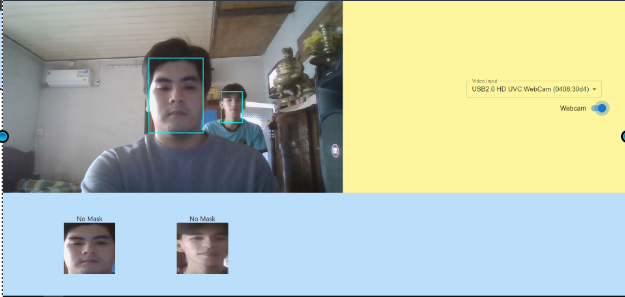 Video Input
USB2.0 HD UVC WebCam (0408:30d4)
Webcam
No Mask
No Mask